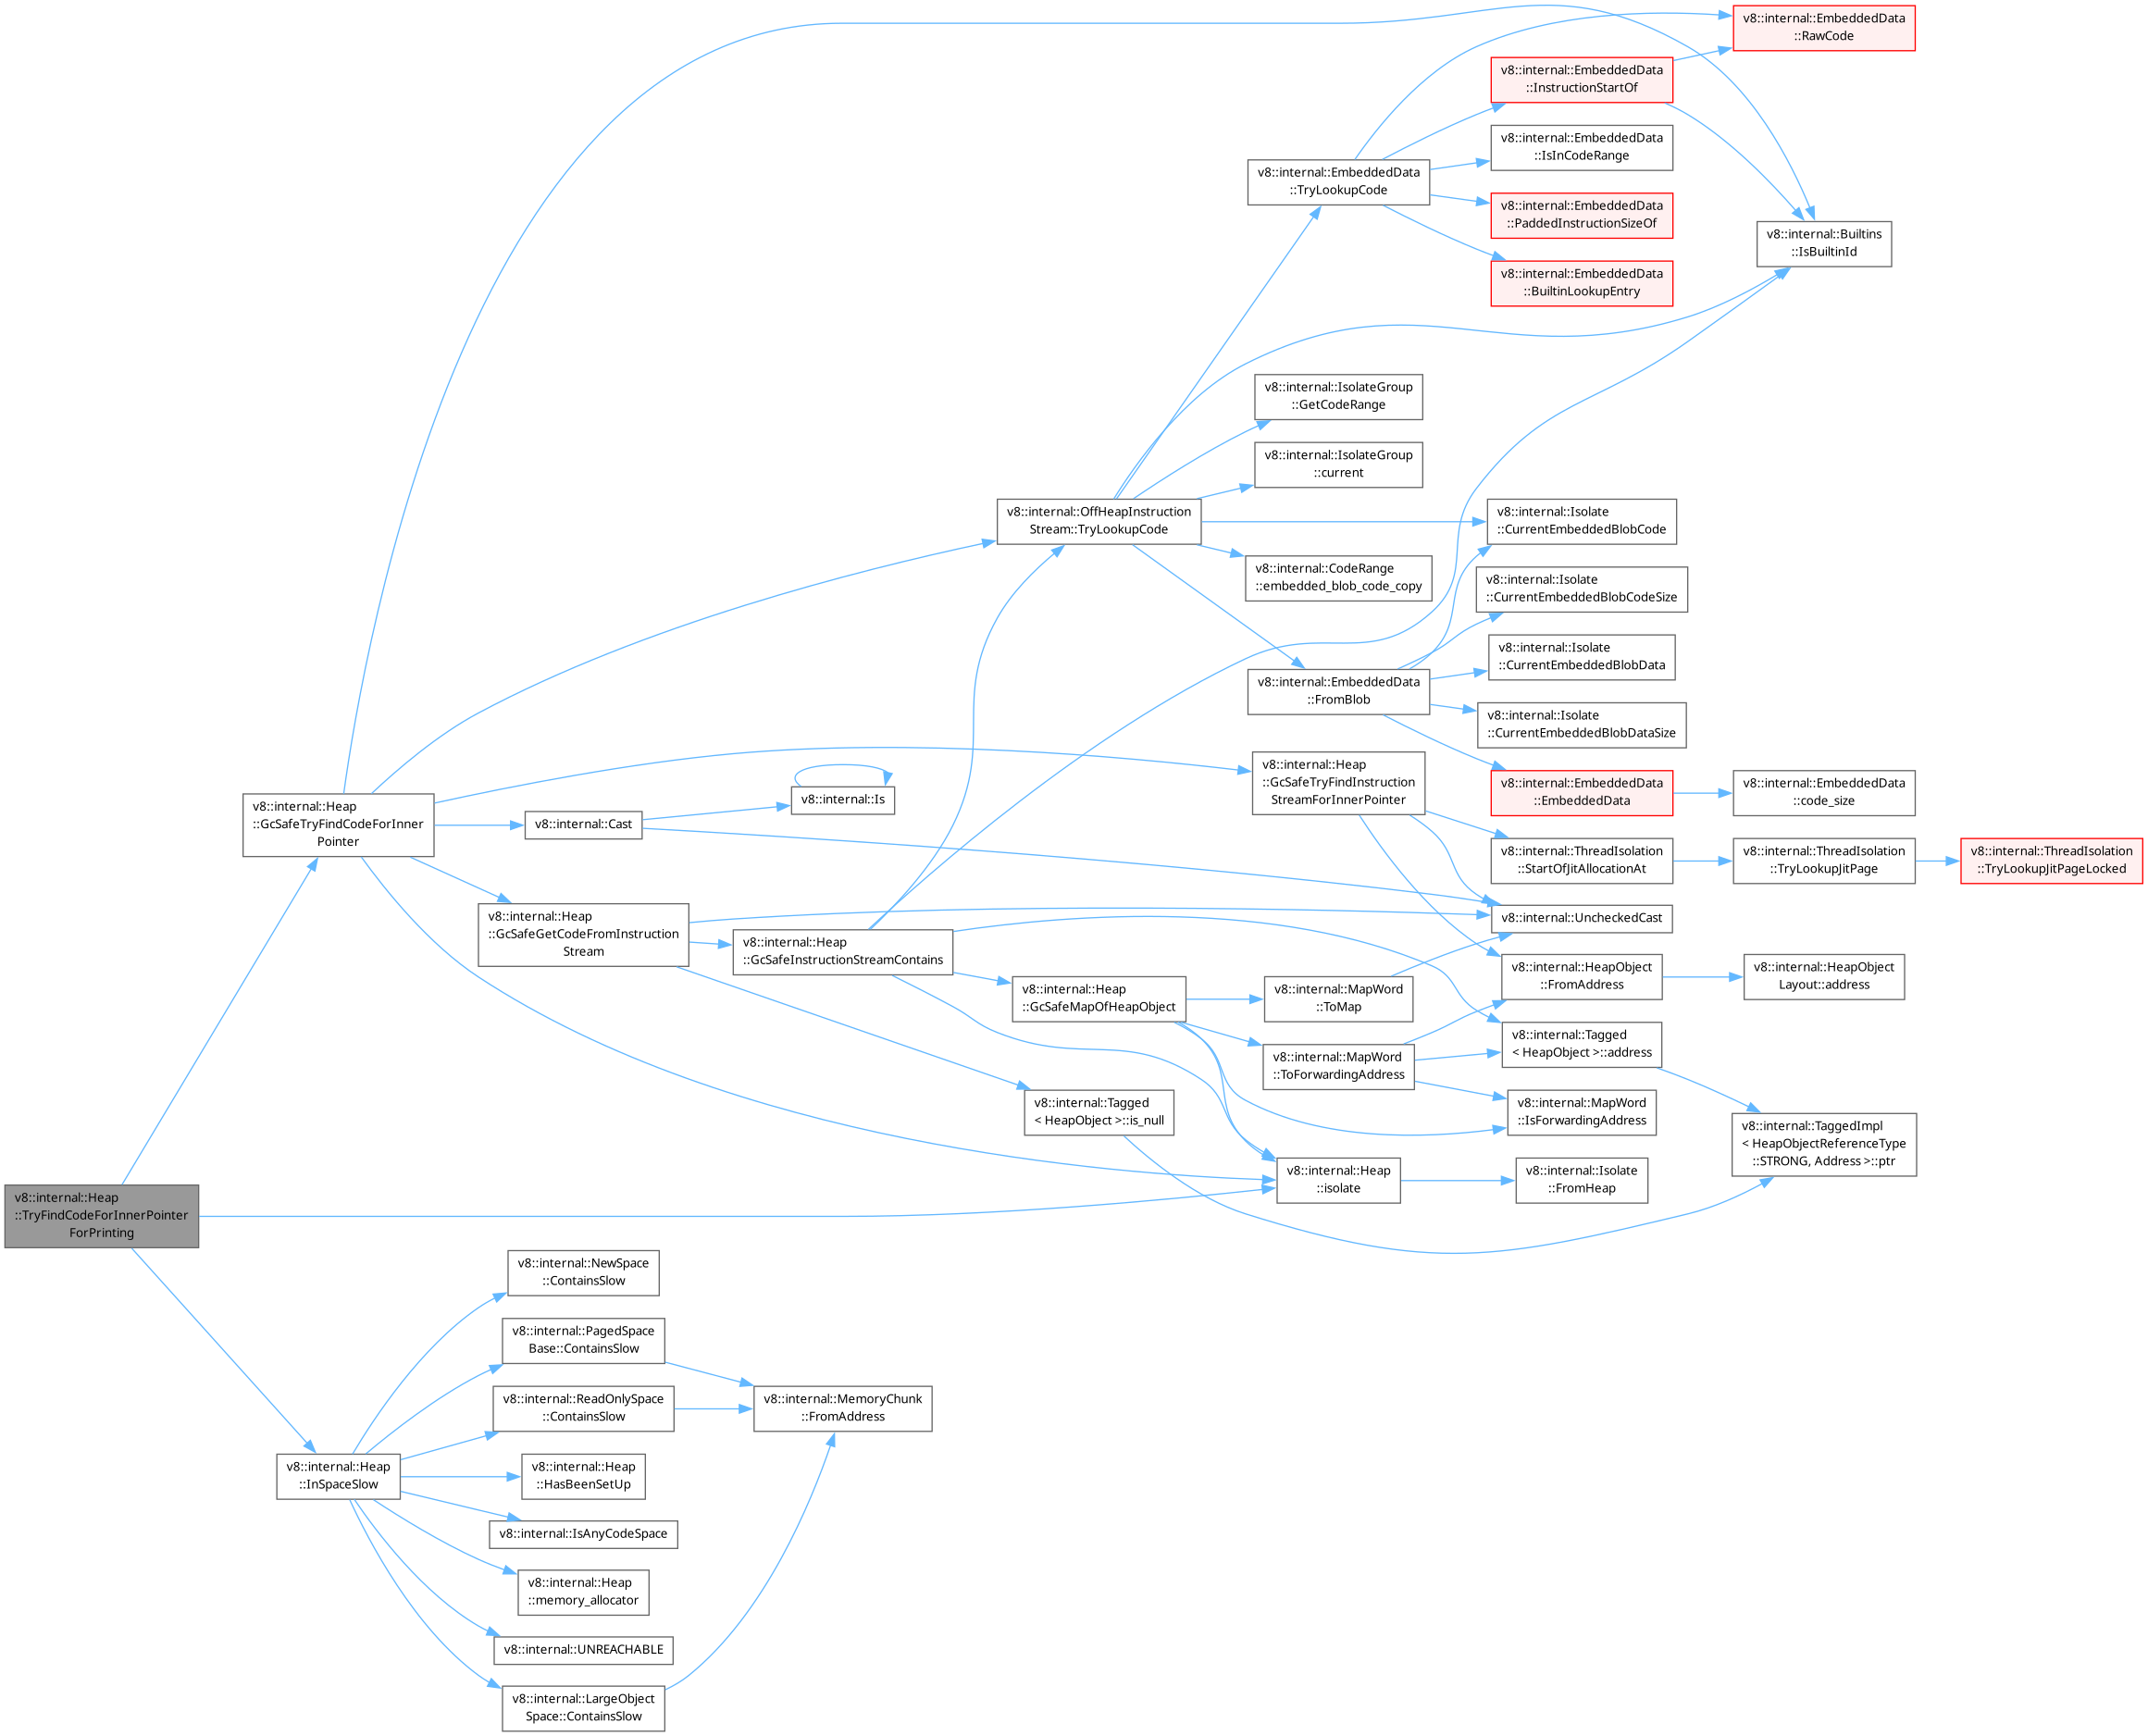 v8::internal::Heap
::TryFindCodeForInnerPointer
ForPrinting
v8::internal::Heap
::GcSafeTryFindCodeForInner
Pointer
v8::internal::Heap
::InSpaceSlow
v8::internal::Cast
v8::internal::Heap
::GcSafeGetCodeFromInstruction
Stream
v8::internal::NewSpace
::ContainsSlow
v8::internal::PagedSpace
Base::ContainsSlow
v8::internal::ReadOnlySpace
::ContainsSlow
v8::internal::Heap
::HasBeenSetUp
v8::internal::IsAnyCodeSpace
v8::internal::Heap
::memory_allocator
v8::internal::UNREACHABLE
v8::internal::LargeObject
Space::ContainsSlow
v8::internal::Is
v8::internal::Heap
::GcSafeInstructionStreamContains
v8::internal::MemoryChunk
::FromAddress
v8::internal::OffHeapInstruction
Stream::TryLookupCode
v8::internal::Heap
::GcSafeMapOfHeapObject
v8::internal::Tagged
< HeapObject >::is_null
v8::internal::EmbeddedData
::TryLookupCode
v8::internal::IsolateGroup
::GetCodeRange
v8::internal::IsolateGroup
::current
v8::internal::CodeRange
::embedded_blob_code_copy
v8::internal::EmbeddedData
::FromBlob
v8::internal::Heap
::GcSafeTryFindInstruction
StreamForInnerPointer
v8::internal::MapWord
::ToMap
v8::internal::MapWord
::ToForwardingAddress
v8::internal::Heap
::isolate
v8::internal::EmbeddedData
::InstructionStartOf
v8::internal::EmbeddedData
::IsInCodeRange
v8::internal::EmbeddedData
::PaddedInstructionSizeOf
v8::internal::EmbeddedData
::BuiltinLookupEntry
v8::internal::Isolate
::CurrentEmbeddedBlobCode
v8::internal::Isolate
::CurrentEmbeddedBlobCodeSize
v8::internal::Isolate
::CurrentEmbeddedBlobData
v8::internal::Isolate
::CurrentEmbeddedBlobDataSize
v8::internal::EmbeddedData
::EmbeddedData
v8::internal::ThreadIsolation
::StartOfJitAllocationAt
v8::internal::UncheckedCast
v8::internal::HeapObject
::FromAddress
v8::internal::Tagged
< HeapObject >::address
v8::internal::MapWord
::IsForwardingAddress
v8::internal::Isolate
::FromHeap
v8::internal::EmbeddedData
::RawCode
v8::internal::Builtins
::IsBuiltinId
v8::internal::EmbeddedData
::code_size
v8::internal::ThreadIsolation
::TryLookupJitPage
v8::internal::HeapObject
Layout::address
v8::internal::TaggedImpl
< HeapObjectReferenceType
::STRONG, Address >::ptr
v8::internal::ThreadIsolation
::TryLookupJitPageLocked